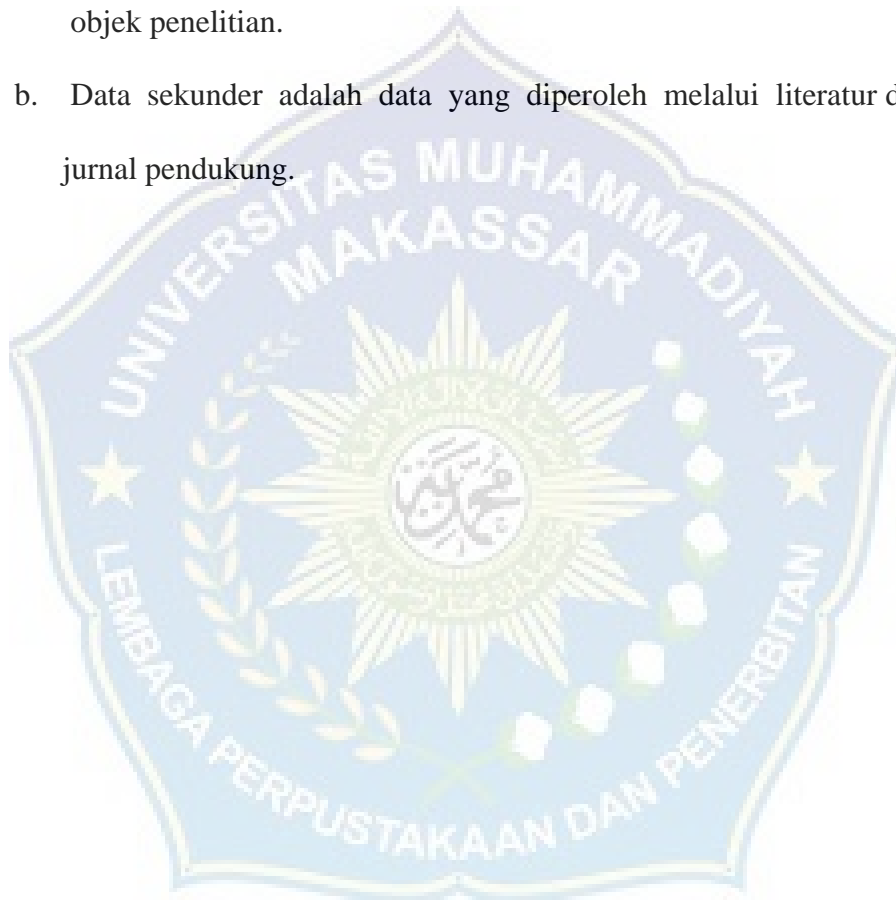 objek penelitian.
b. Data sekunder adalah data yang diperoleh melalui literatur d
jurnal pendukung.
UNIVERSITAS MUHAMMADIYAH
MAKASSAR
LEMBAGA PERPUSTAKAAN DAN PENERBITAN